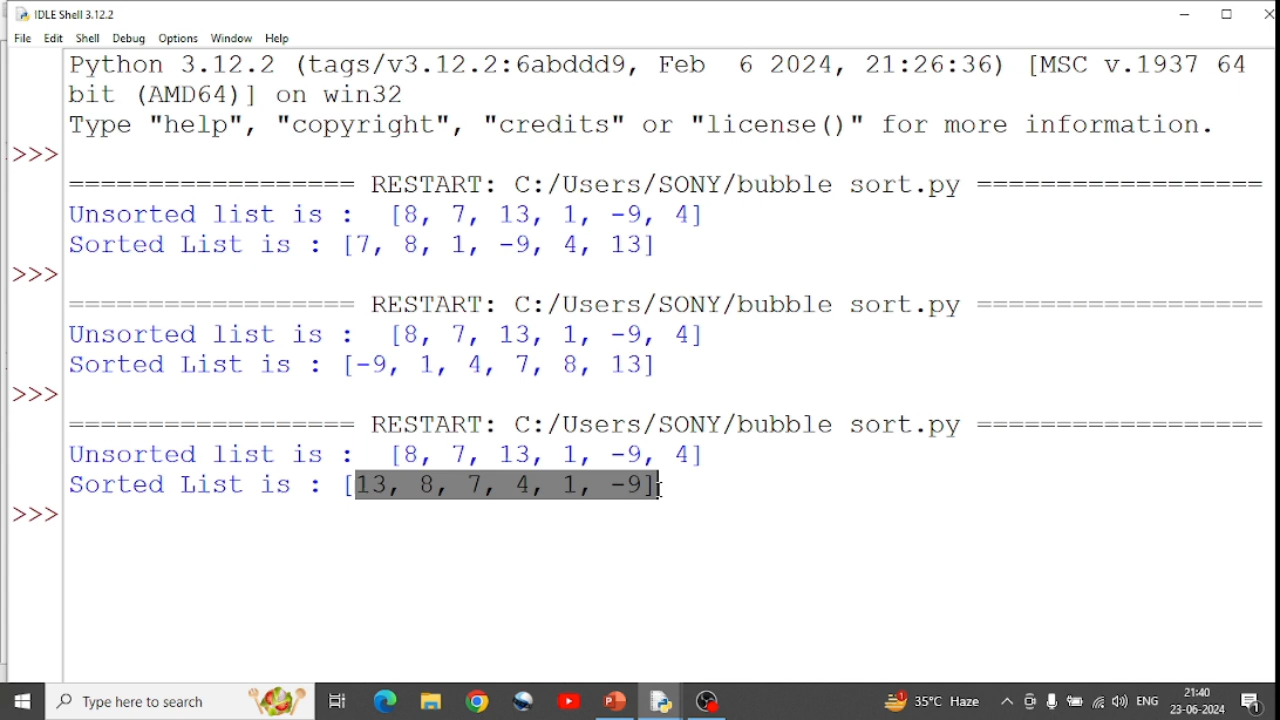 IDLE Shell 3.12.2
File Edit Shell Debug Options Window Help
Python 3.12.2 (tags/v3.12.2:6abddd9, Feb  6 2024, 21:26:36) [MSC v.1937 64
bit (AMD64)] on win32
Type "help", "copyright", "credits" or "license()" for more information.
>>>
================== RESTART: C:/Users/SONY/bubble sort.py ==================
Unsorted list is :  [8, 7, 13, 1, -9, 4]
Sorted List is : [7, 8, 1, -9, 4, 13]
>>>
================== RESTART: C:/Users/SONY/bubble sort.py ==================
Unsorted list is :  [8, 7, 13, 1, -9, 4]
Sorted List is : [-9, 1, 4, 7, 8, 13]
>>>
================== RESTART: C:/Users/SONY/bubble sort.py ==================
Unsorted list is :  [8, 7, 13, 1, -9, 4]
Sorted List is : [13, 8, 7, 4, 1, -9]
>>>
Type here to search
1 35°C Haze ENG
21:40
23-06-2024
1